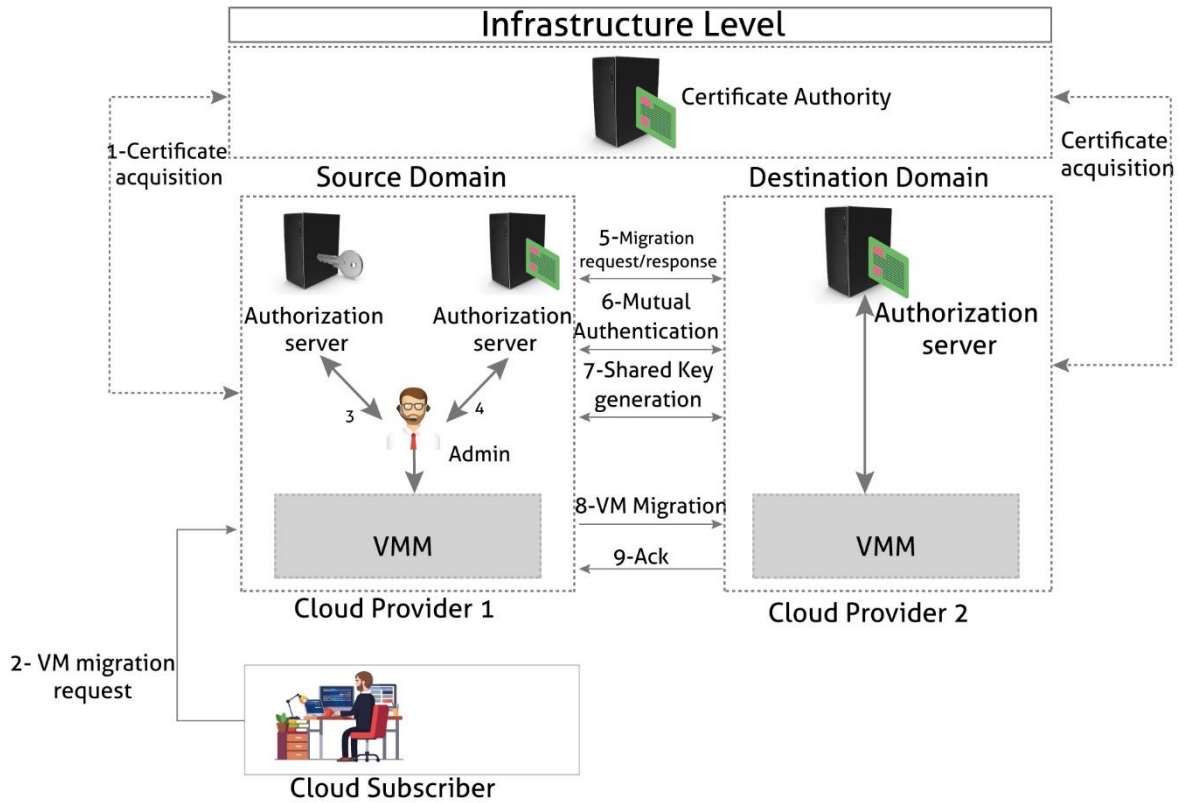 Infrastructure Level
Certificate Authority
1-Certificate
acquisition
Certificate
acquisition
Source Domain
Destination Domain
5-Migration
request/response
6-Mutual
Authentication
7-Shared Key
generation
Authorization
server
Authorization
server
Authorization
server
3
4
Admin
VMM
8-VM Migration
9-Ack
VMM
Cloud Provider 1
Cloud Provider 2
2- VM migration
request
Cloud Subscriber